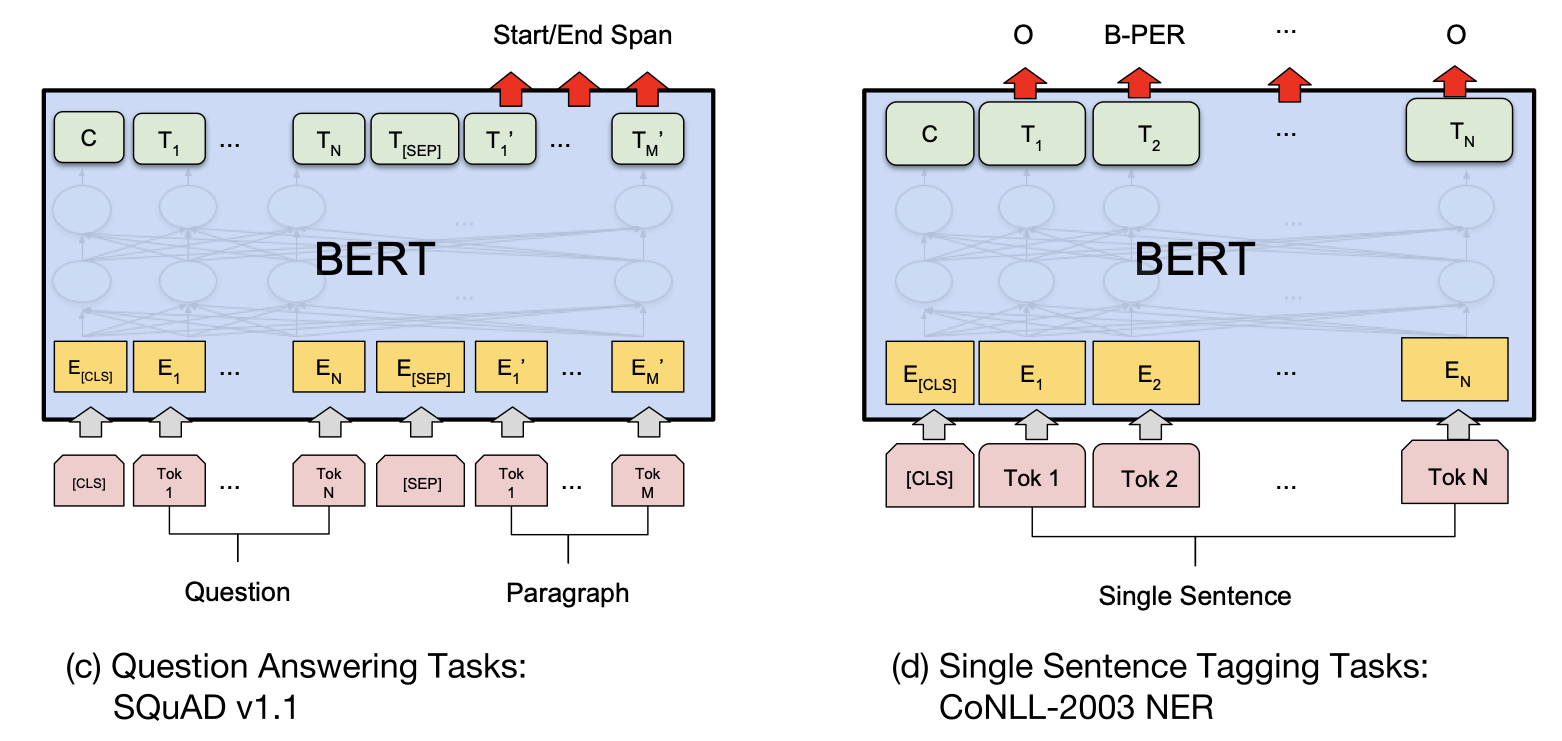 Start/End Span
C T1 ... TN T[SEP] T1’ ... TM’
...
BERT
...
E[CLS] E1 ... EN E[SEP] E1’ ... EM’
[CLS] Tok 1 ... Tok N [SEP] Tok 1 ... Tok M
Question Paragraph
(c) Question Answering Tasks:
SQuAD v1.1
O B-PER ... O
C T1 T2 ... TN
...
BERT
...
E[CLS] E1 E2 ... EN
[CLS] Tok 1 Tok 2 ... Tok N
Single Sentence
(d) Single Sentence Tagging Tasks:
CoNLL-2003 NER